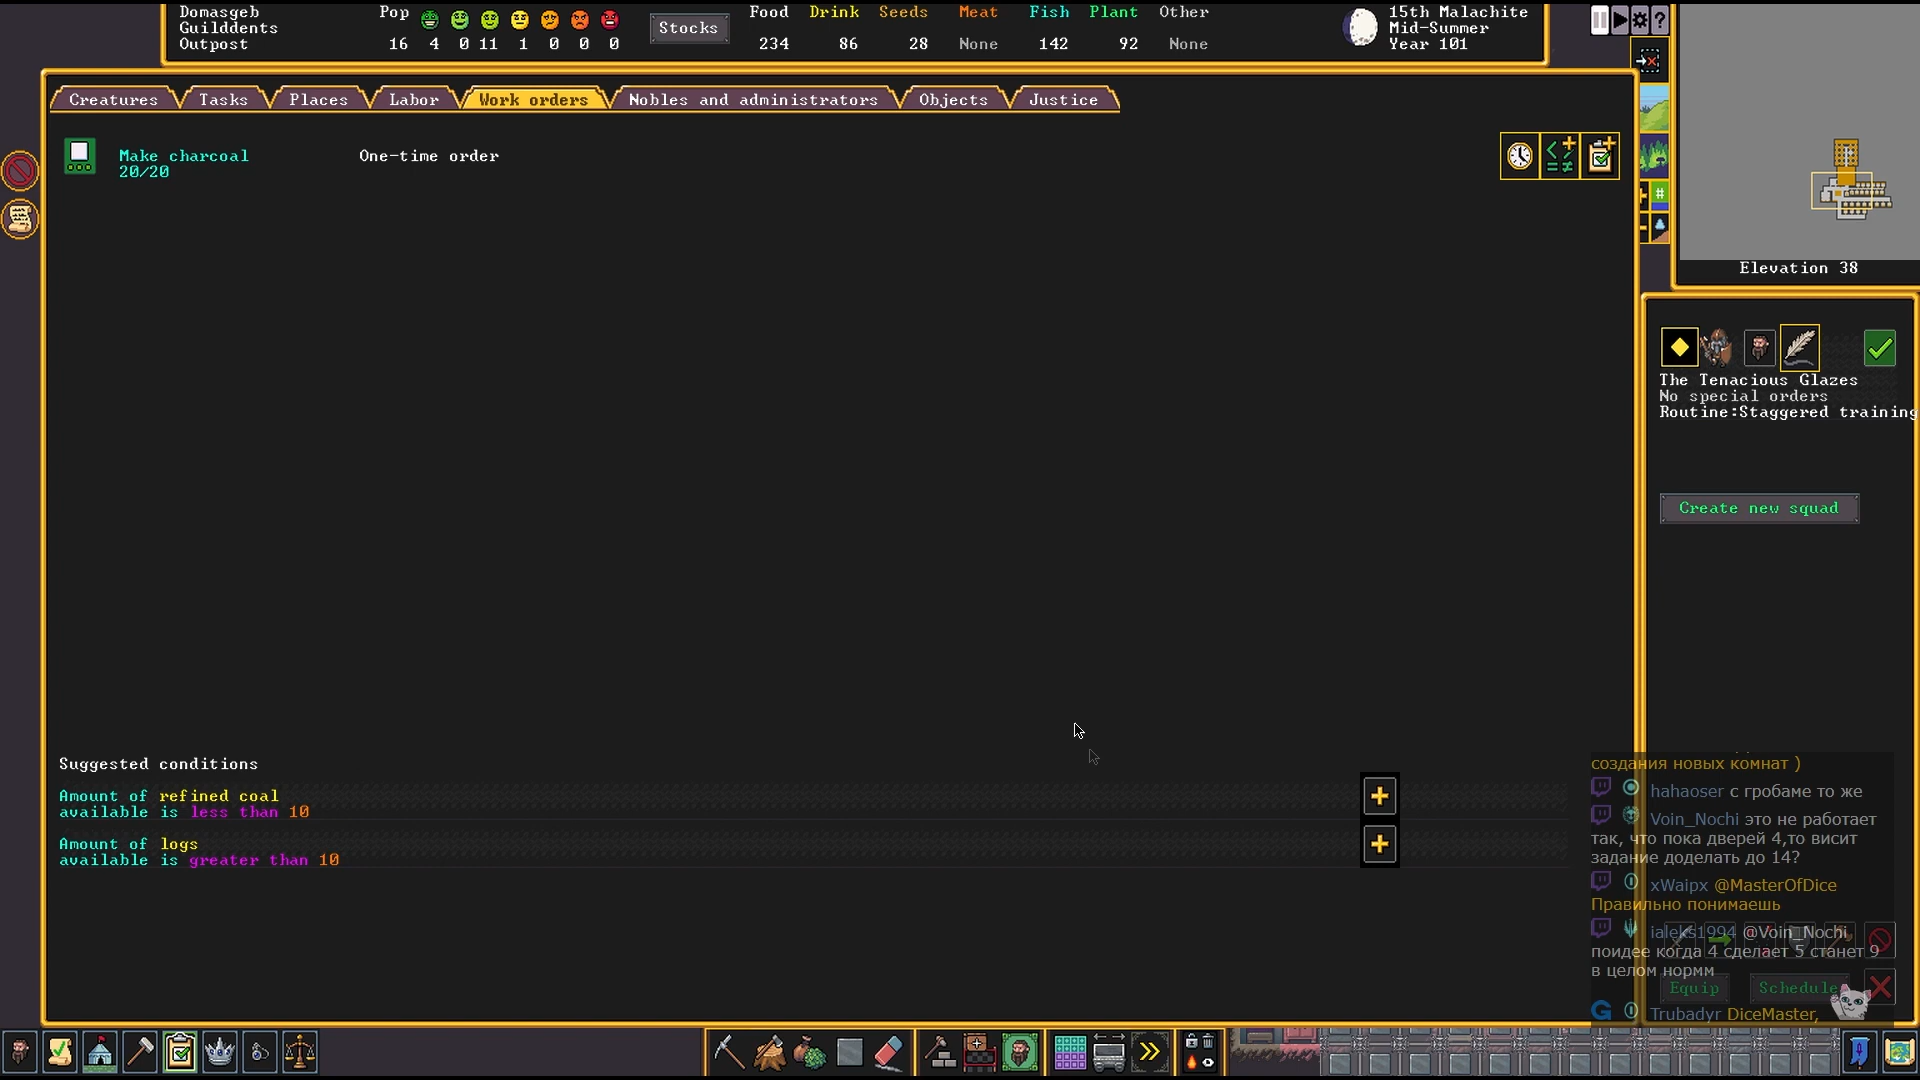 Domasgeb
Guilddents
Outpost
Pop
16 4 0 11 1 0 0 0
Stocks
Food Drink Seeds Meat Fish Plant Other
234 86 28 None 142 92 None
15th Malachite
Mid-Summer
Year 101
Creatures Tasks Places Labor Work orders Nobles and administrators Objects Justice
Make charcoal One-time order
20/20
Elevation 38
The Tenacious Glazes
No special orders
Routine:Staggered training
Create new squad
Suggested conditions
Amount of refined coal
available is less than 10
Amount of logs
available is greater than 10
создания новых комнат )
hahaoser с гробаме то же
Voin_Nochi это не работает
так, что пока дверей 4,то висит
задание доделать до 14?
xWaipx @MasterOfDice
Правильно понимаешь
ialeks1994 @Voin_Nochi
поидее когда 4 сделает 5 станет 9
в целом нормм
Equip Schedule
Trubadyr DiceMaster,